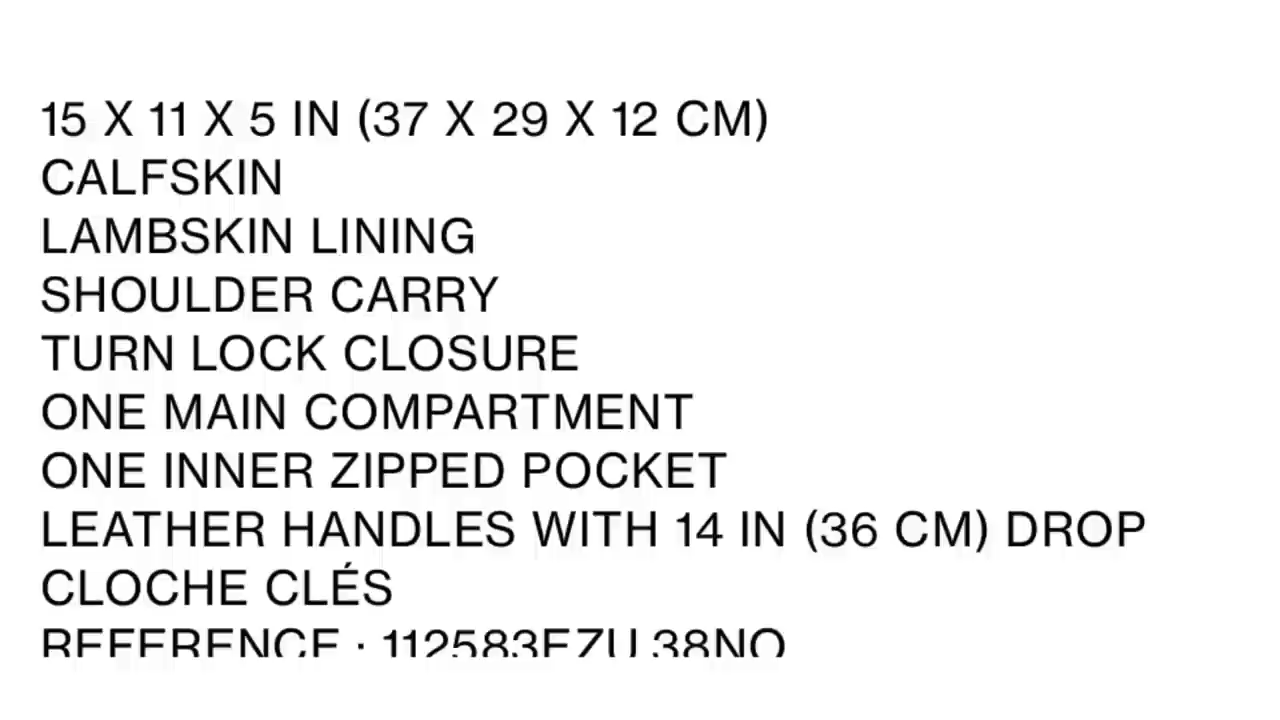 15 X 11 X 5 IN (37 X 29 X 12 CM)
CALFSKIN
LAMBSKIN LINING
SHOULDER CARRY
TURN LOCK CLOSURE
ONE MAIN COMPARTMENT
ONE INNER ZIPPED POCKET
LEATHER HANDLES WITH 14 IN (36 CM) DROP
CLOCHE CLÉS
REFERENCE :